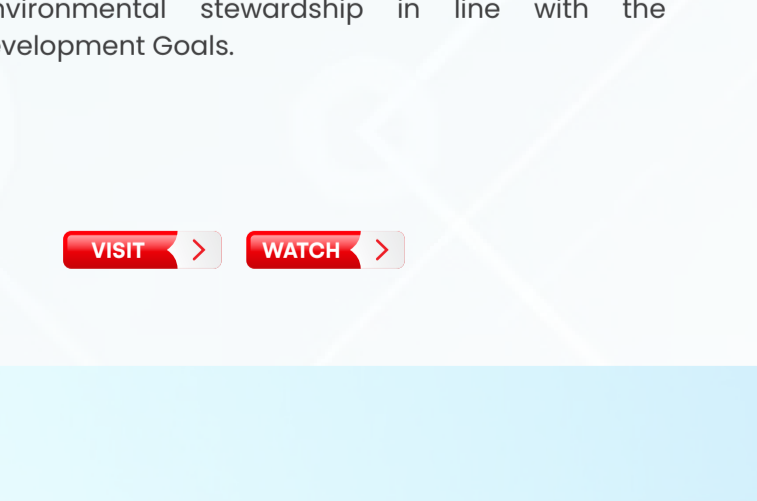 nvironmental stewardship in line with the
velopment Goals.
VISIT WATCH